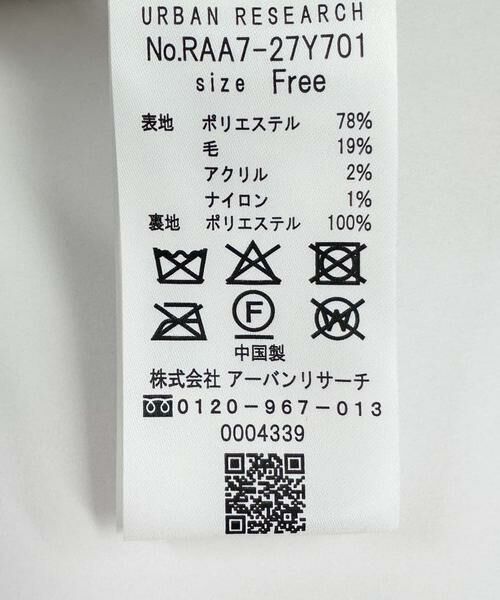 URBAN RESEARCH
No.RAA7-27Y701
size Free
表地 ポリエステル 78%
毛 19%
アクリル 2%
ナイロン 1%
裏地 ポリエステル 100%
F
W
中国製
株式会社 アーバンリサーチ
0120-967-013
0004339